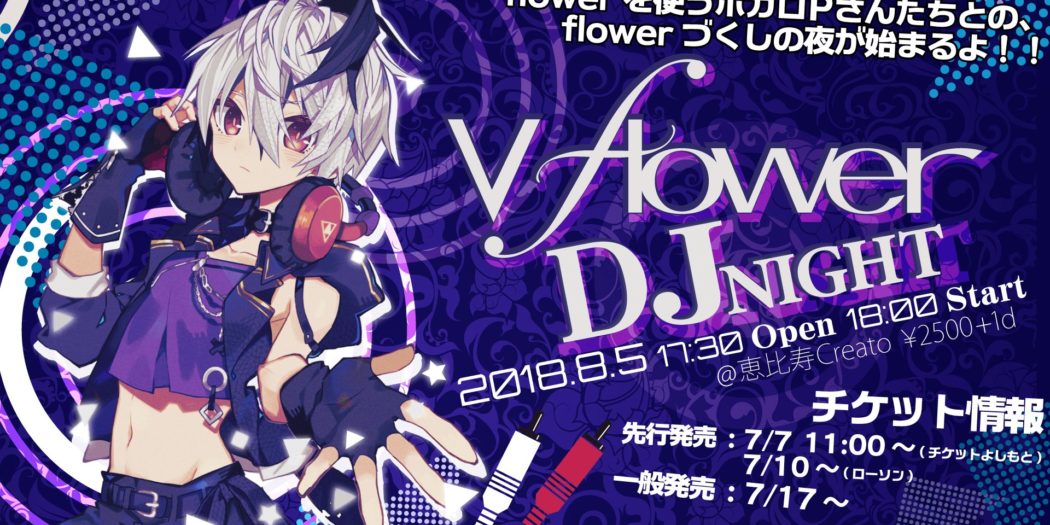 flower を使うボカロPさんたちとの、
flower づくしの夜が始まるよ！！
V flower
DJ NIGHT
2018.8.5 17:30 Open 18:00 Start
@恵比寿Creato ¥2500+1d
チケット情報
先行発売 : 7/7 11:00 〜 (チケットよしもと)
7/10 〜 (ローソン)
一般発売 : 7/17 〜